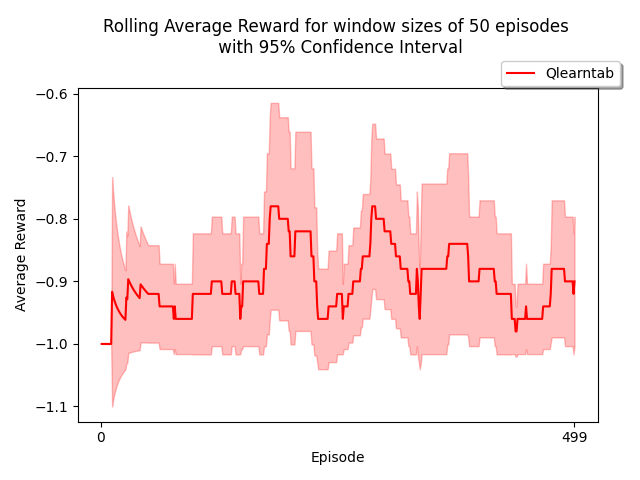 Rolling Average Reward for window sizes of 50 episodes
with 95% Confidence Interval
Qlearntab
−0.6
−0.7
−0.8
−0.9
−1.0
−1.1
Average Reward
0
499
Episode